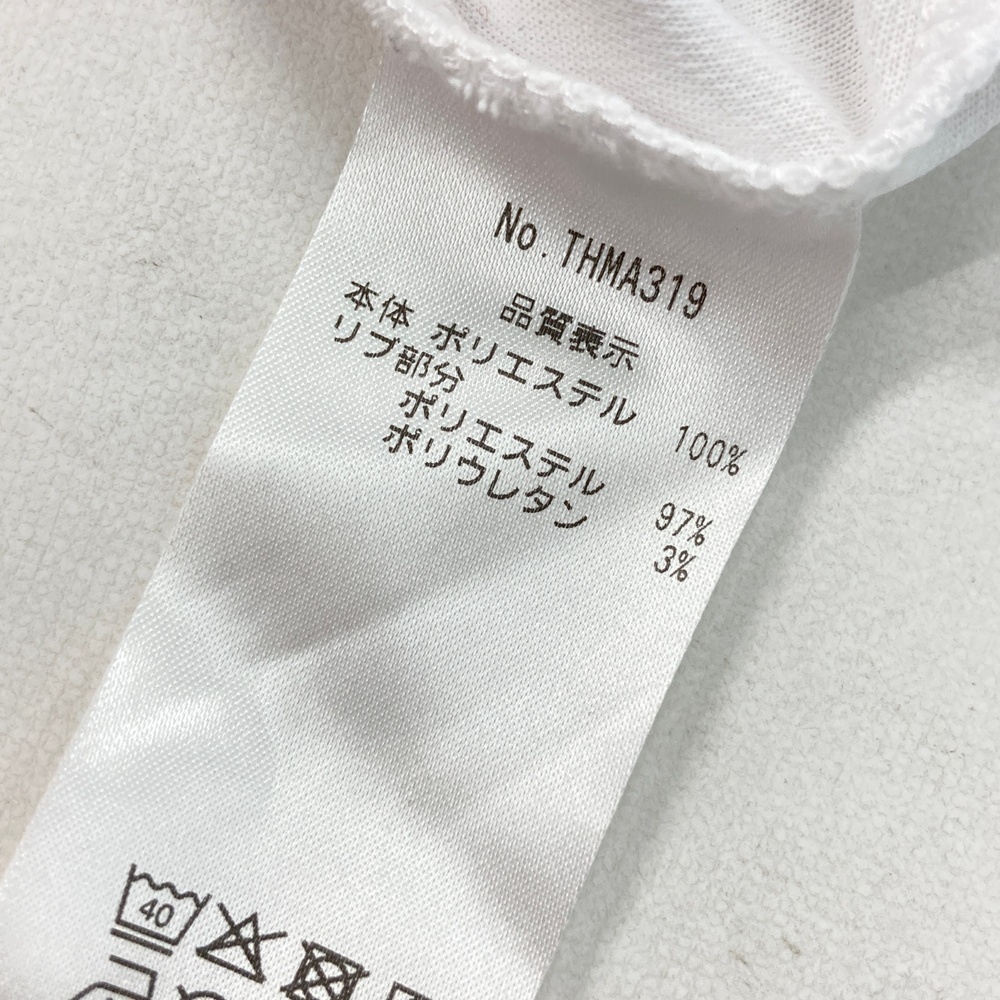 No.THMA319
品質表示
本体 ポリエステル 100%
リブ部分
ポリエステル 97%
ポリウレタン 3%
40